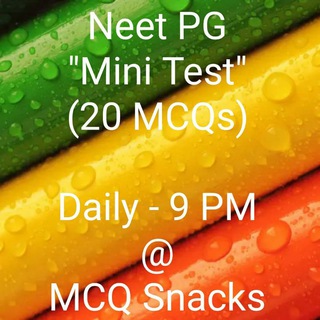 Neet PG
"Mini Test"
(20 MCQs)
Daily - 9 PM
@
MCQ Snacks